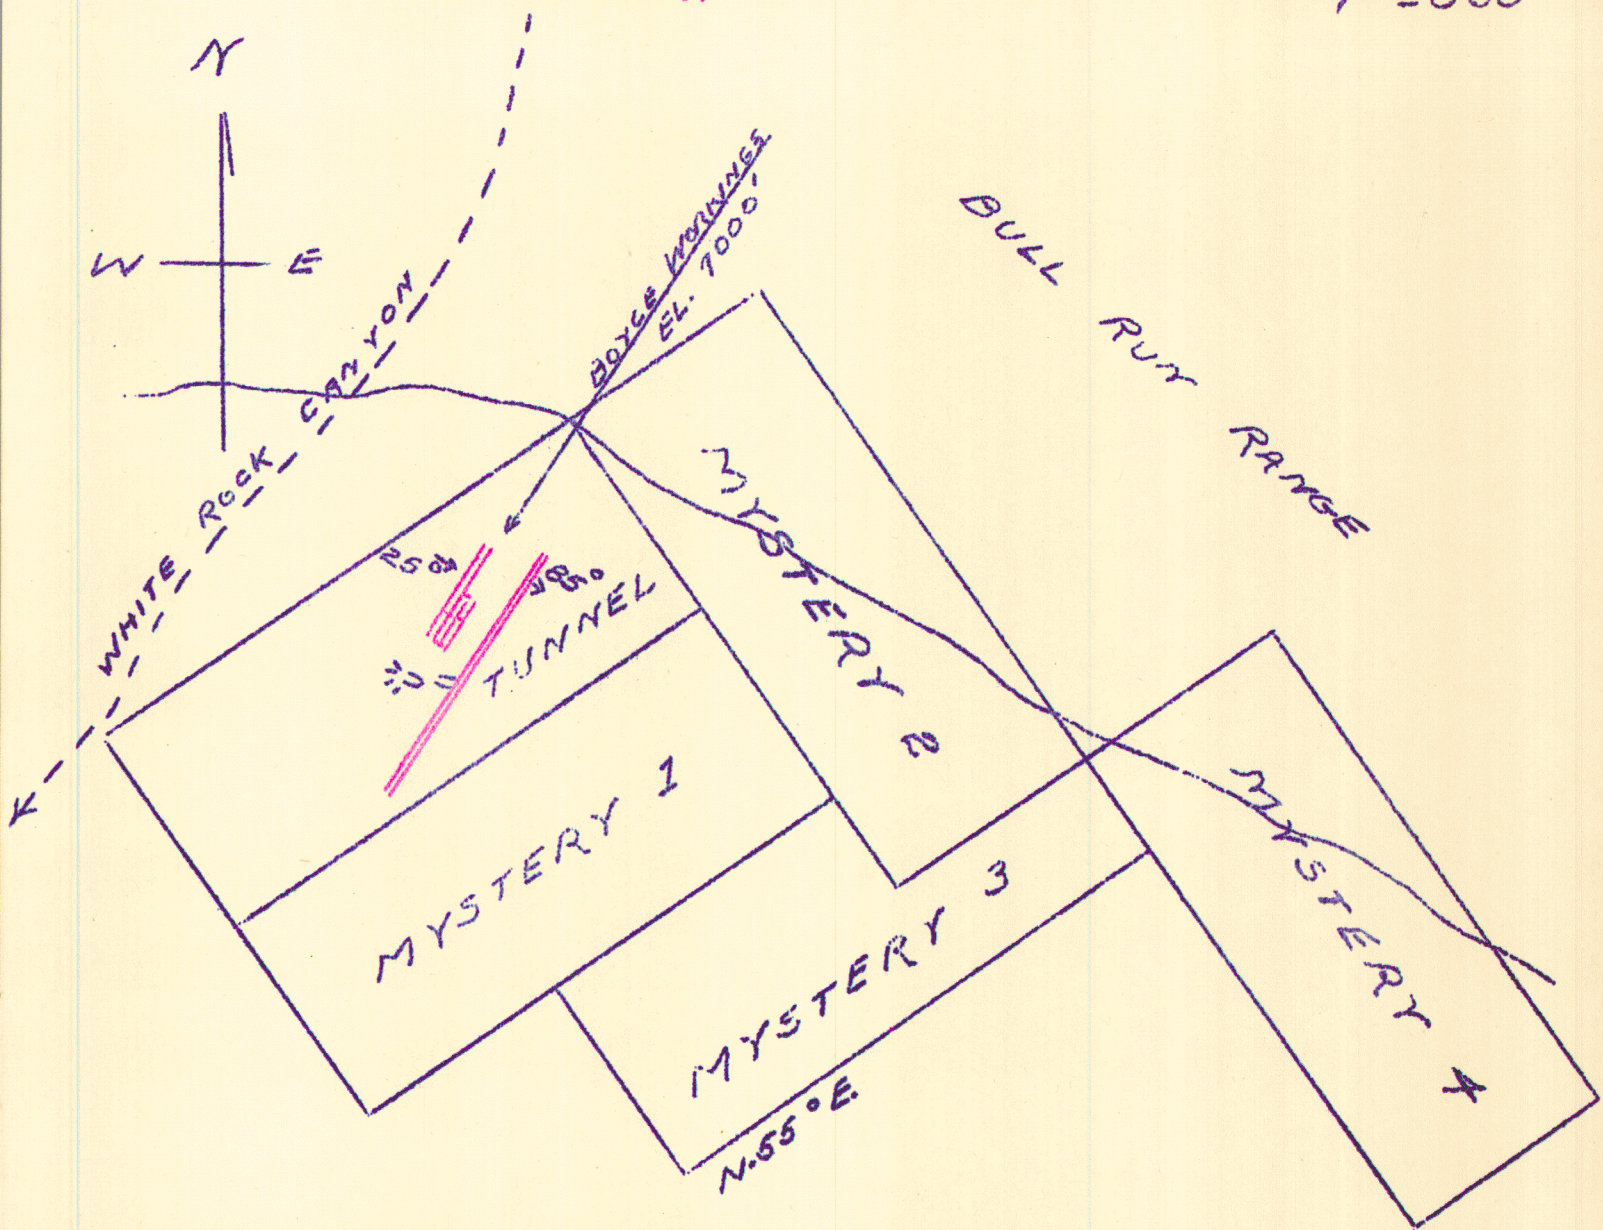 N
W E
WHITE ROCK CANYON
BOYCE WORKINGS
EL. 7000'
BULL RUN RANGE
25°
85°
TUNNEL
MYSTERY 1
MYSTERY 2
MYSTERY 3
MYSTERY 4
N.55°E.